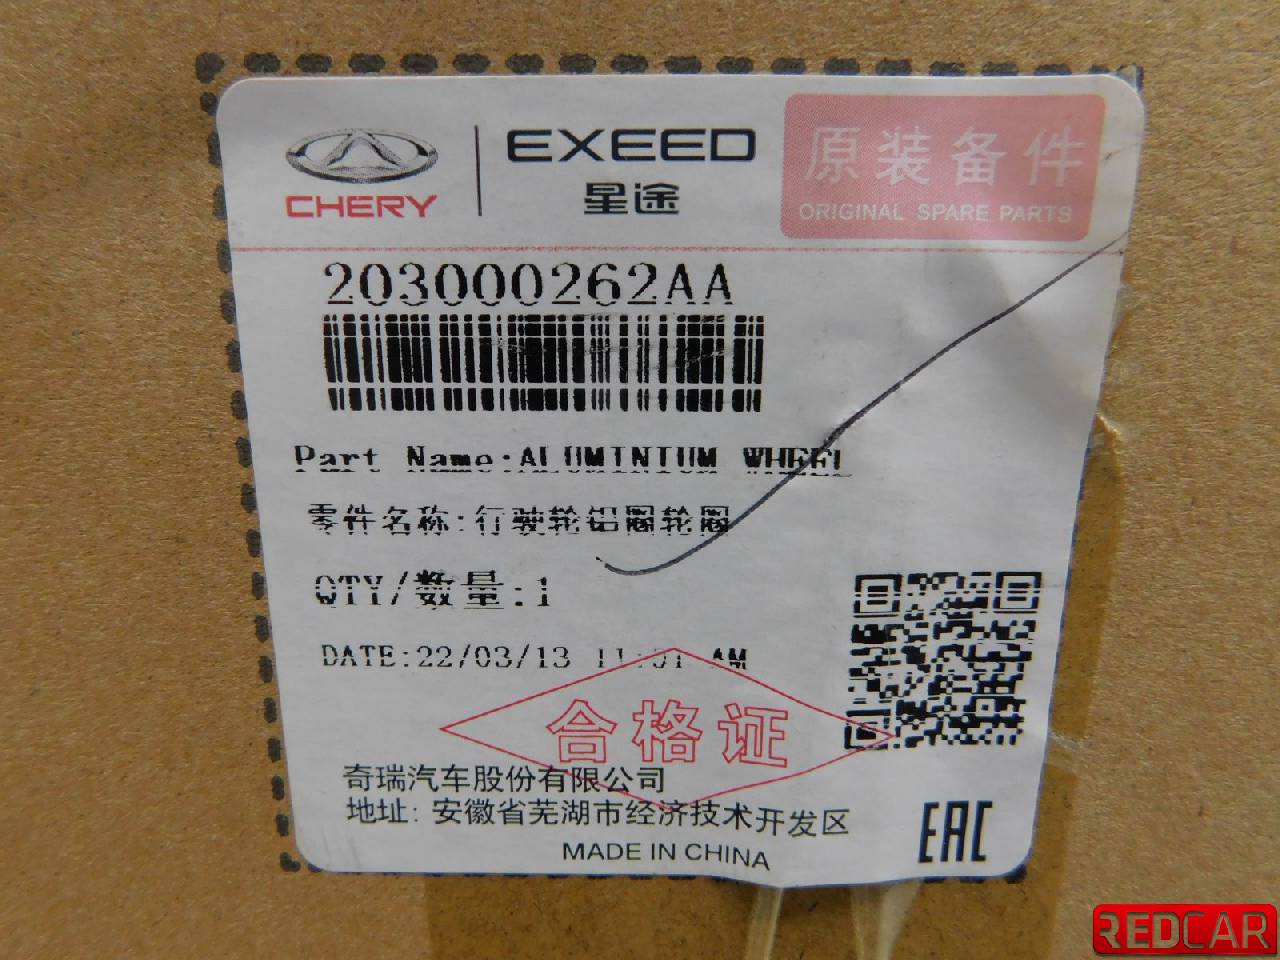 CHERY
EXEED
星途
原装备件
ORIGINAL SPARE PARTS
203000262AA
Part Name:ALUMINIUM WHEEL
零件名称:行驶轮铝圈轮圈
QTY/数量:1
DATE:22/03/13 11:01 AM
合格证
奇瑞汽车股份有限公司
地址: 安徽省芜湖市经济技术开发区
MADE IN CHINA
EAC
REDCAR